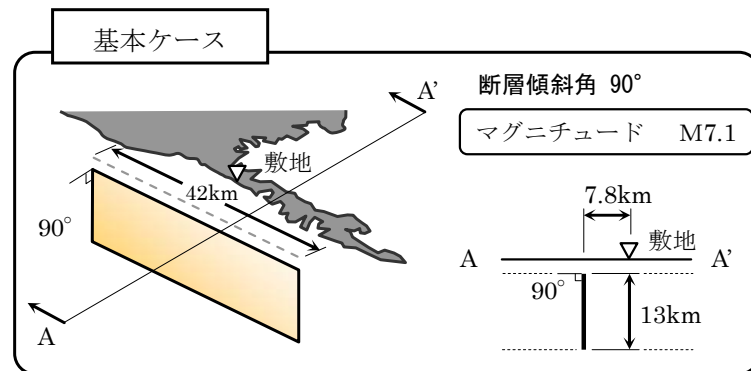 基本ケース
断層傾斜角 90°
マグニチュード M7.1
A'
敷地
42km
90°
A
7.8km
敷地
A
A'
90°
13km